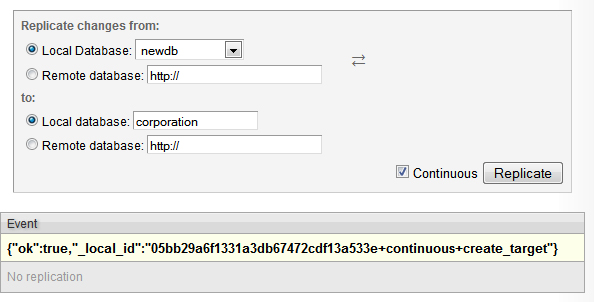 Replicate changes from:
Local Database: newdb
Remote database: http://
to:
Local database: corporation
Remote database: http://
Continuous Replicate
Event
{"ok":true,"_local_id":"05bb29a6f1331a3db67472cdf13a533e+continuous+create_target"}
No replication